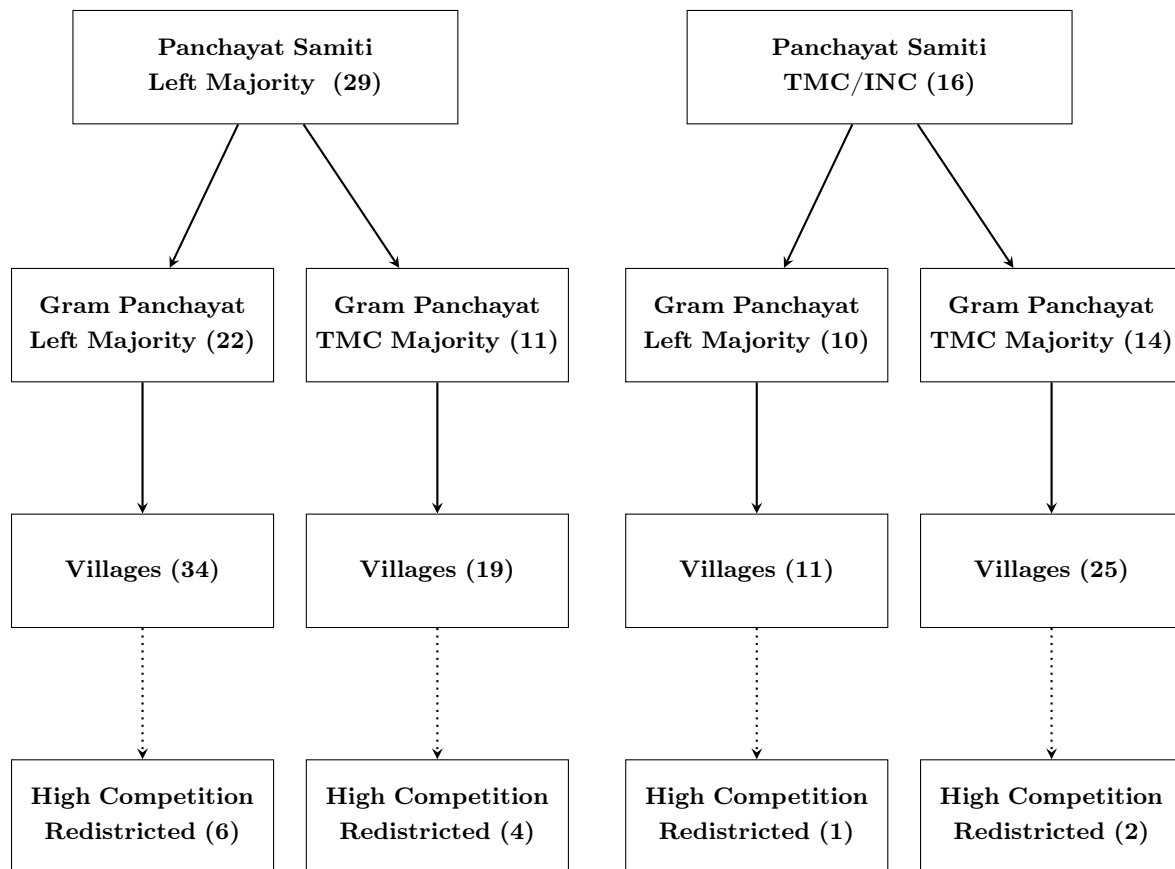 Panchayat Samiti
Left Majority (29)
Panchayat Samiti
TMC/INC (16)
Gram Panchayat
Left Majority (22)
Gram Panchayat
TMC Majority (11)
Gram Panchayat
Left Majority (10)
Gram Panchayat
TMC Majority (14)
Villages (34)
Villages (19)
Villages (11)
Villages (25)
High Competition
Redistricted (6)
High Competition
Redistricted (4)
High Competition
Redistricted (1)
High Competition
Redistricted (2)